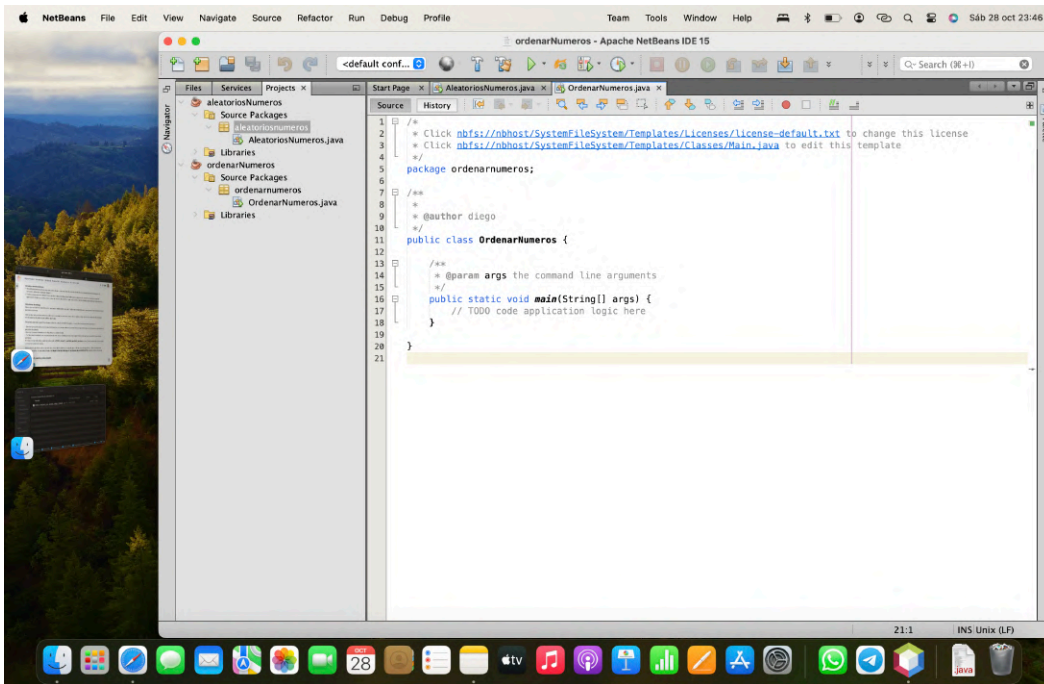 NetBeans File Edit View Navigate Source Refactor Run Debug Profile Team Tools Window Help Sáb 28 oct 23:46
ordenarNumeros - Apache NetBeans IDE 15
<default conf... Search (⌘+I)
Files Services Projects × Start Page × AleatoriosNumeros.java × OrdenarNumeros.java ×
Source History
Navigator
aleatoriosNumeros
Source Packages
aleatoriosnumeros
AleatoriosNumeros.java
Libraries
ordenarNumeros
Source Packages
ordenarnumeros
OrdenarNumeros.java
Libraries
1 /*
2 * Click nbfs://nbhost/SystemFileSystem/Templates/Licenses/license-default.txt to change this license
3 * Click nbfs://nbhost/SystemFileSystem/Templates/Classes/Main.java to edit this template
4 */
5 package ordenarnumeros;
6
7 /**
8 *
9 * @author diego
10 */
11 public class OrdenarNumeros {
12
13 /**
14 * @param args the command line arguments
15 */
16 public static void main(String[] args) {
17 // TODO code application logic here
18 }
19
20 }
21
21:1 INS Unix (LF)
OCT
28
tv
java